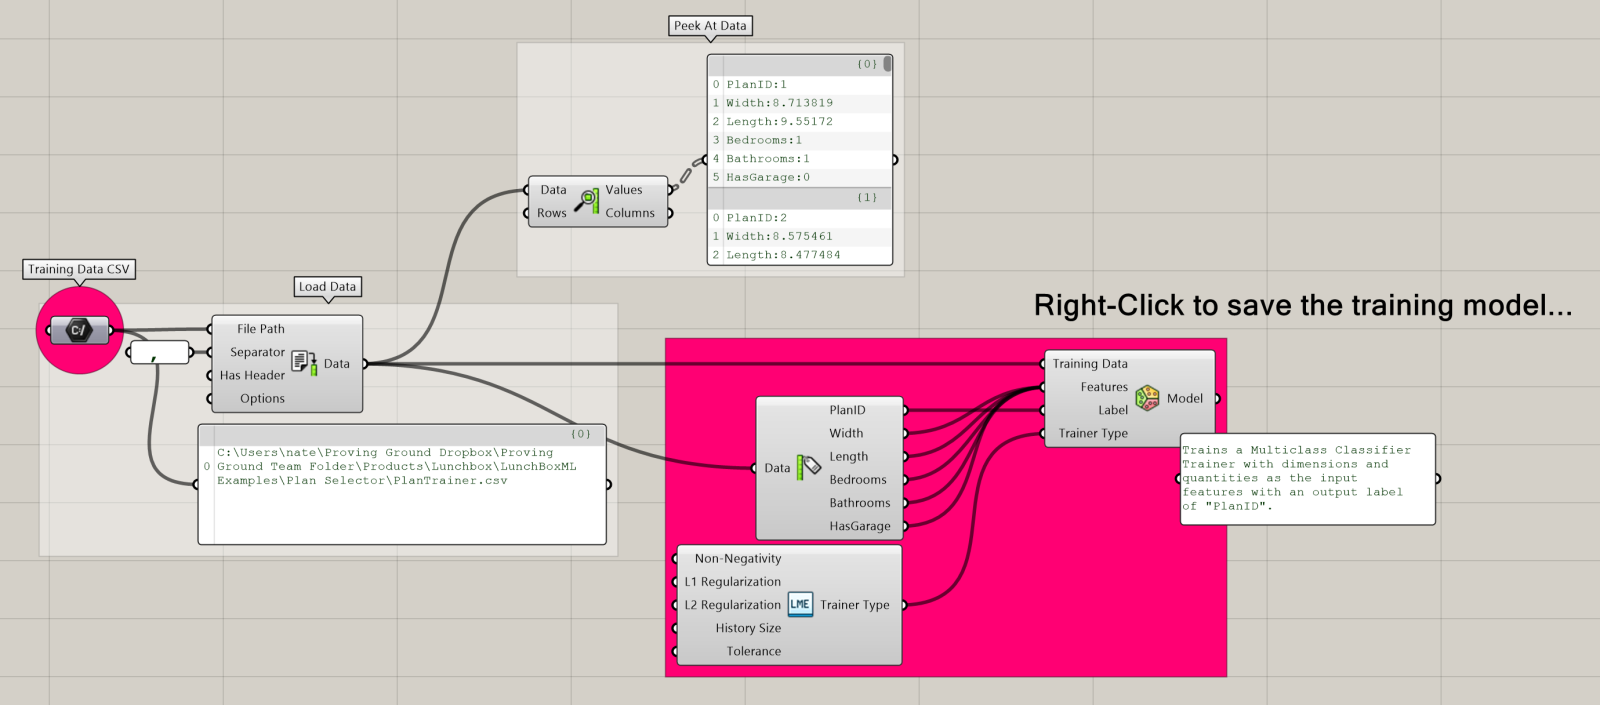 Peek At Data
{0}
0 PlanID:1
1 Width:8.713819
2 Length:9.55172
3 Bedrooms:1
4 Bathrooms:1
5 HasGarage:0
{1}
0 PlanID:2
1 Width:8.575461
2 Length:8.477484
Data
Rows
Values
Columns
Training Data CSV
C:/
,
Load Data
File Path
Separator
Has Header
Options
Data
{0}
0 C:\Users\nate\Proving Ground Dropbox\Proving
Ground Team Folder\Products\Lunchbox\LunchBoxML
Examples\Plan Selector\PlanTrainer.csv
Right-Click to save the training model...
Training Data
Features
Label
Trainer Type
Model
Data
PlanID
Width
Length
Bedrooms
Bathrooms
HasGarage
Trains a Multiclass Classifier
Trainer with dimensions and
quantities as the input
features with an output label
of "PlanID".
Non-Negativity
L1 Regularization
L2 Regularization
History Size
Tolerance
LME
Trainer Type